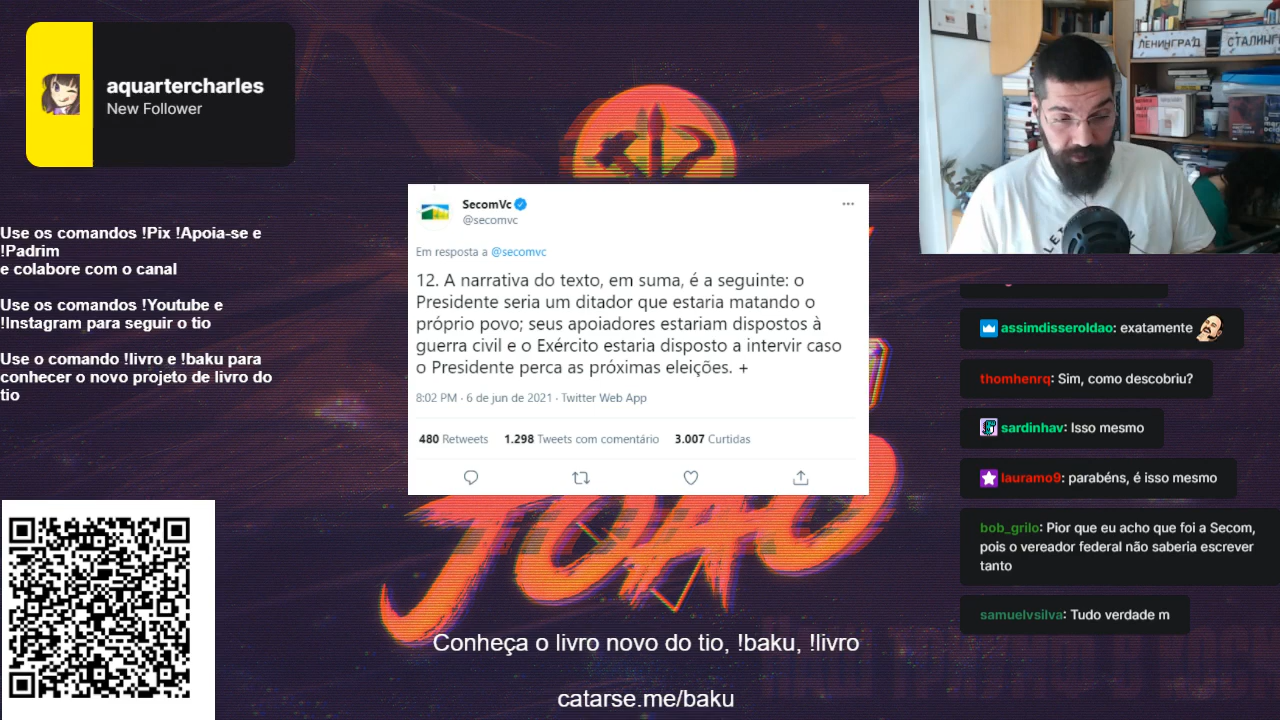 aquartercharles
New Follower
ЛЕНИНГРАД
Use os comandos !Pix !Apoia-se e
!Padrim
e colabore com o canal
Use os comandos !Youtube e
!Instagram para seguir o tio
Use o comando !livro e !baku para
conhecer o novo projeto de livro do
tio
SecomVc
@secomvc
Em resposta a @secomvc
12. A narrativa do texto, em suma, é a seguinte: o
Presidente seria um ditador que estaria matando o
próprio povo; seus apoiadores estariam dispostos à
guerra civil e o Exército estaria disposto a intervir caso
o Presidente perca as próximas eleições. +
8:02 PM · 6 de jun de 2021 · Twitter Web App
480 Retweets 1.298 Tweets com comentário 3.007 Curtidas
assimdisseroldao: exatamente
thomhenrq: Sim, como descobriu?
sardinhav: Isso mesmo
lauramo9: parabéns, é isso mesmo
bob_grilo: Pior que eu acho que foi a Secom,
pois o vereador federal não saberia escrever
tanto
samuelvsilva: Tudo verdade m
JOÃO
Conheça o livro novo do tio, !baku, !livro
catarse.me/baku